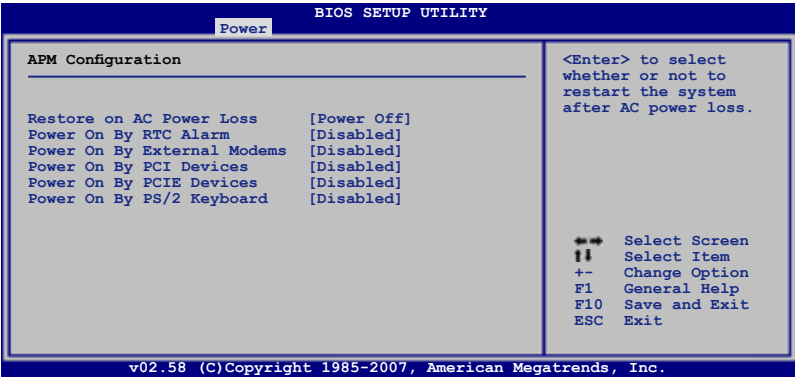 BIOS SETUP UTILITY
Power
APM Configuration
Restore on AC Power Loss [Power Off]
Power On By RTC Alarm [Disabled]
Power On By External Modems [Disabled]
Power On By PCI Devices [Disabled]
Power On By PCIE Devices [Disabled]
Power On By PS/2 Keyboard [Disabled]
<Enter> to select
whether or not to
restart the system
after AC power loss.
←→ Select Screen
↑↓ Select Item
+- Change Option
F1 General Help
F10 Save and Exit
ESC Exit
v02.58 (C)Copyright 1985-2007, American Megatrends, Inc.